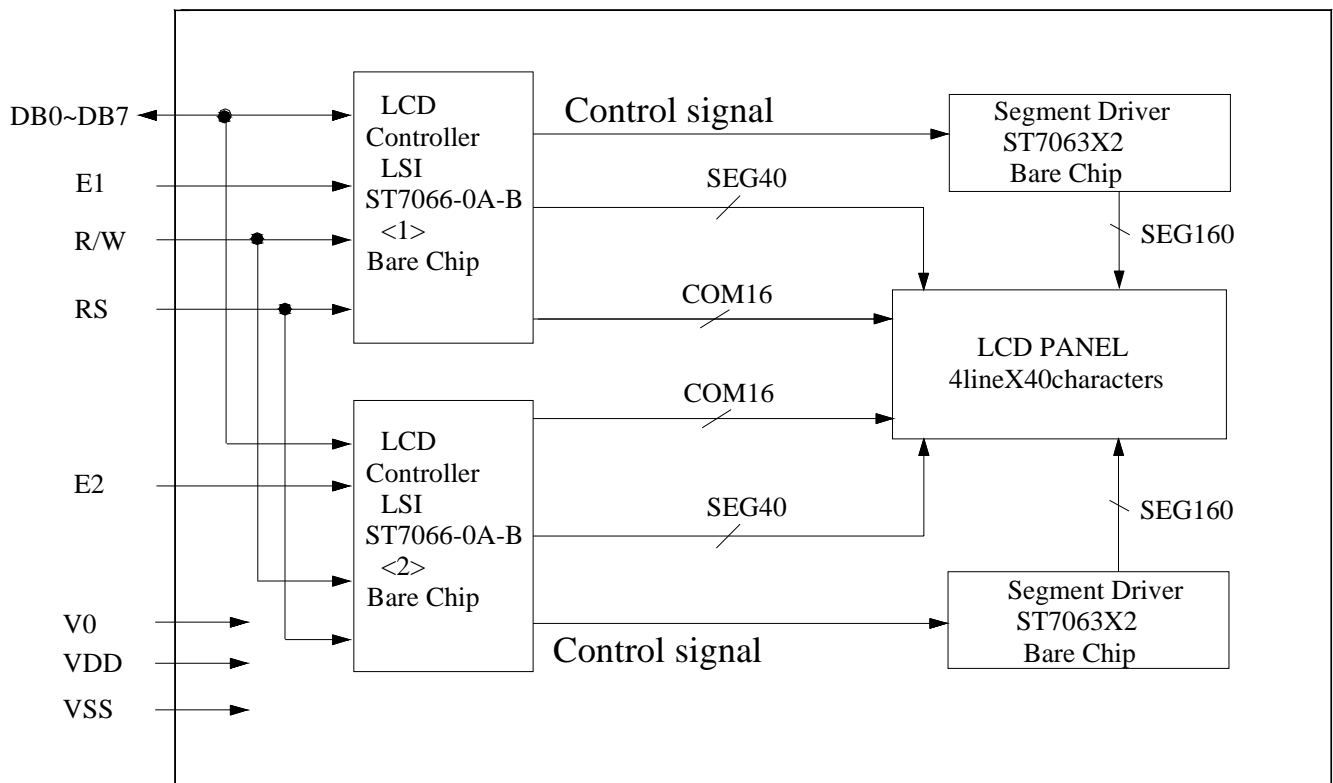 DB0~DB7
E1
R/W
RS
E2
V0
VDD
VSS
LCD
Controller
LSI
ST7066-0A-B
<1>
Bare Chip
LCD
Controller
LSI
ST7066-0A-B
<2>
Bare Chip
Control signal
SEG40
COM16
COM16
SEG40
Control signal
Segment Driver
ST7063X2
Bare Chip
SEG160
LCD PANEL
4lineX40characters
SEG160
Segment Driver
ST7063X2
Bare Chip